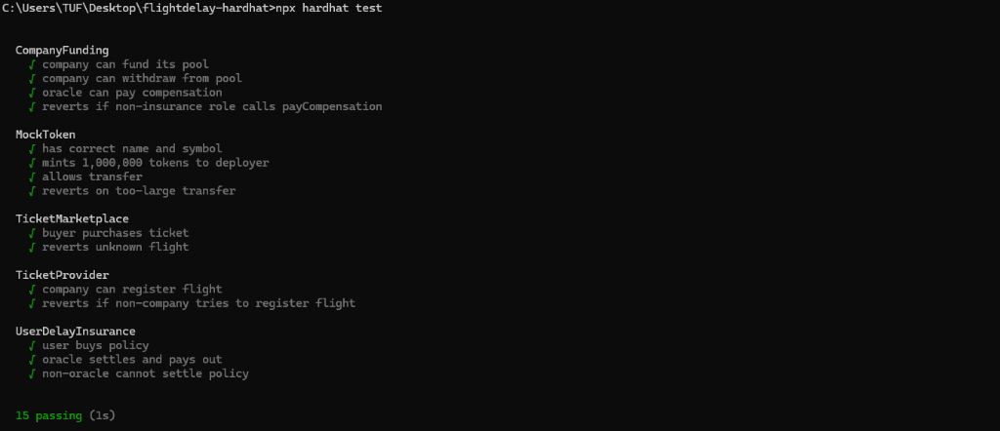 C:\Users\TUF\Desktop\flightdelay-hardhat>npx hardhat test
CompanyFunding
√ company can fund its pool
√ company can withdraw from pool
√ oracle can pay compensation
√ reverts if non-insurance role calls payCompensation
MockToken
√ has correct name and symbol
√ mints 1,000,000 tokens to deployer
√ allows transfer
√ reverts on too-large transfer
TicketMarketplace
√ buyer purchases ticket
√ reverts unknown flight
TicketProvider
√ company can register flight
√ reverts if non-company tries to register flight
UserDelayInsurance
√ user buys policy
√ oracle settles and pays out
√ non-oracle cannot settle policy
15 passing (1s)